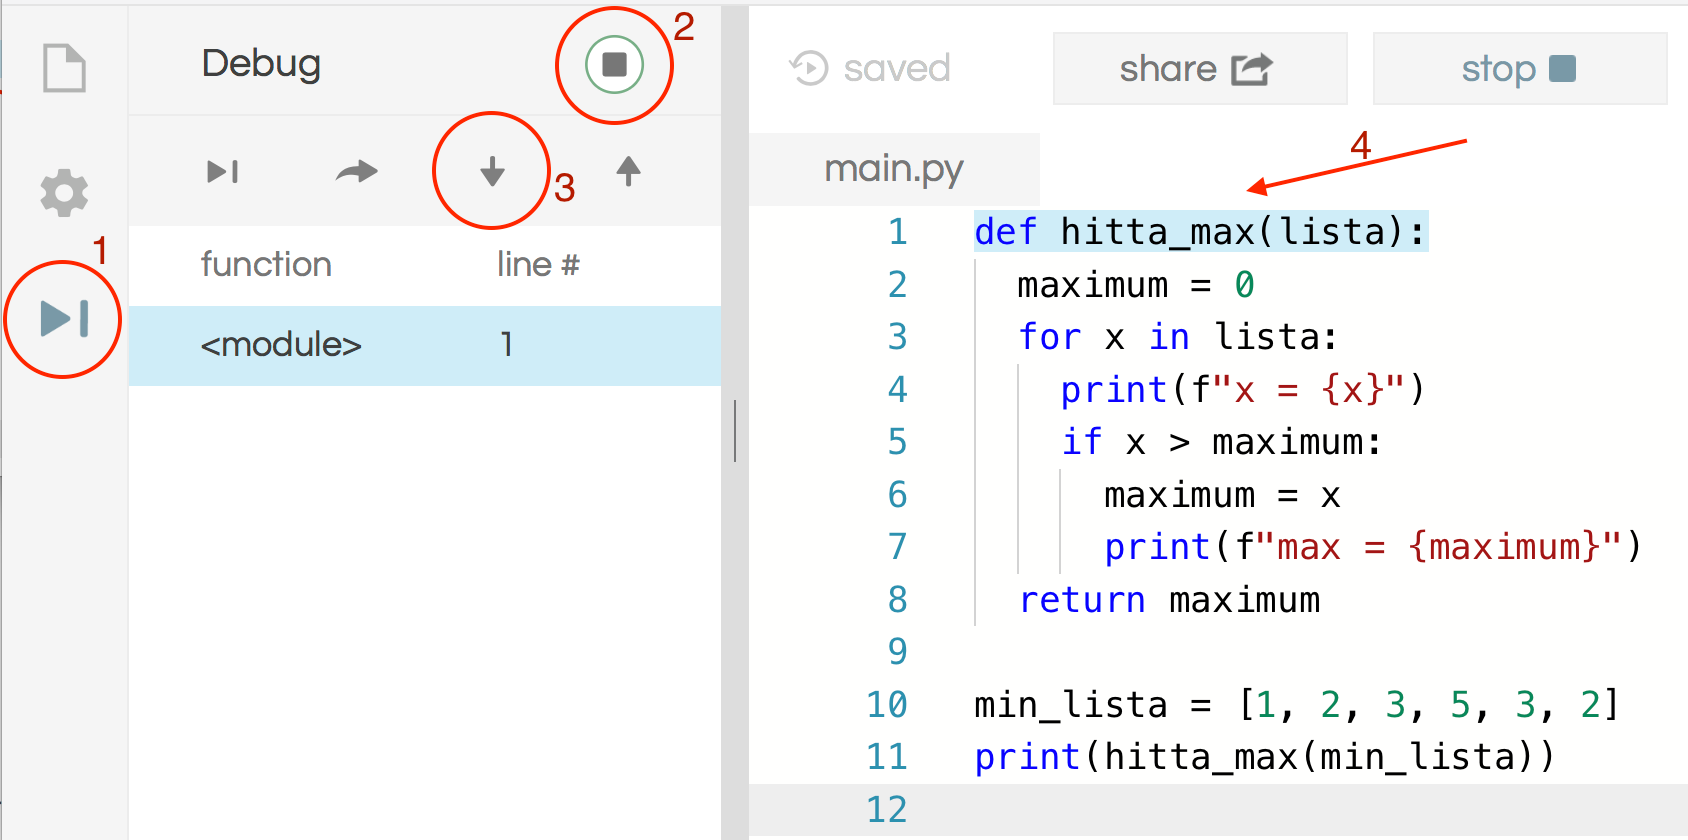 Debug
2
saved
share
stop
3
4
main.py
1
function line #
<module> 1
1 def hitta_max(lista):
2 maximum = 0
3 for x in lista:
4 print(f"x = {x}")
5 if x > maximum:
6 maximum = x
7 print(f"max = {maximum}")
8 return maximum
9
10 min_lista = [1, 2, 3, 5, 3, 2]
11 print(hitta_max(min_lista))
12